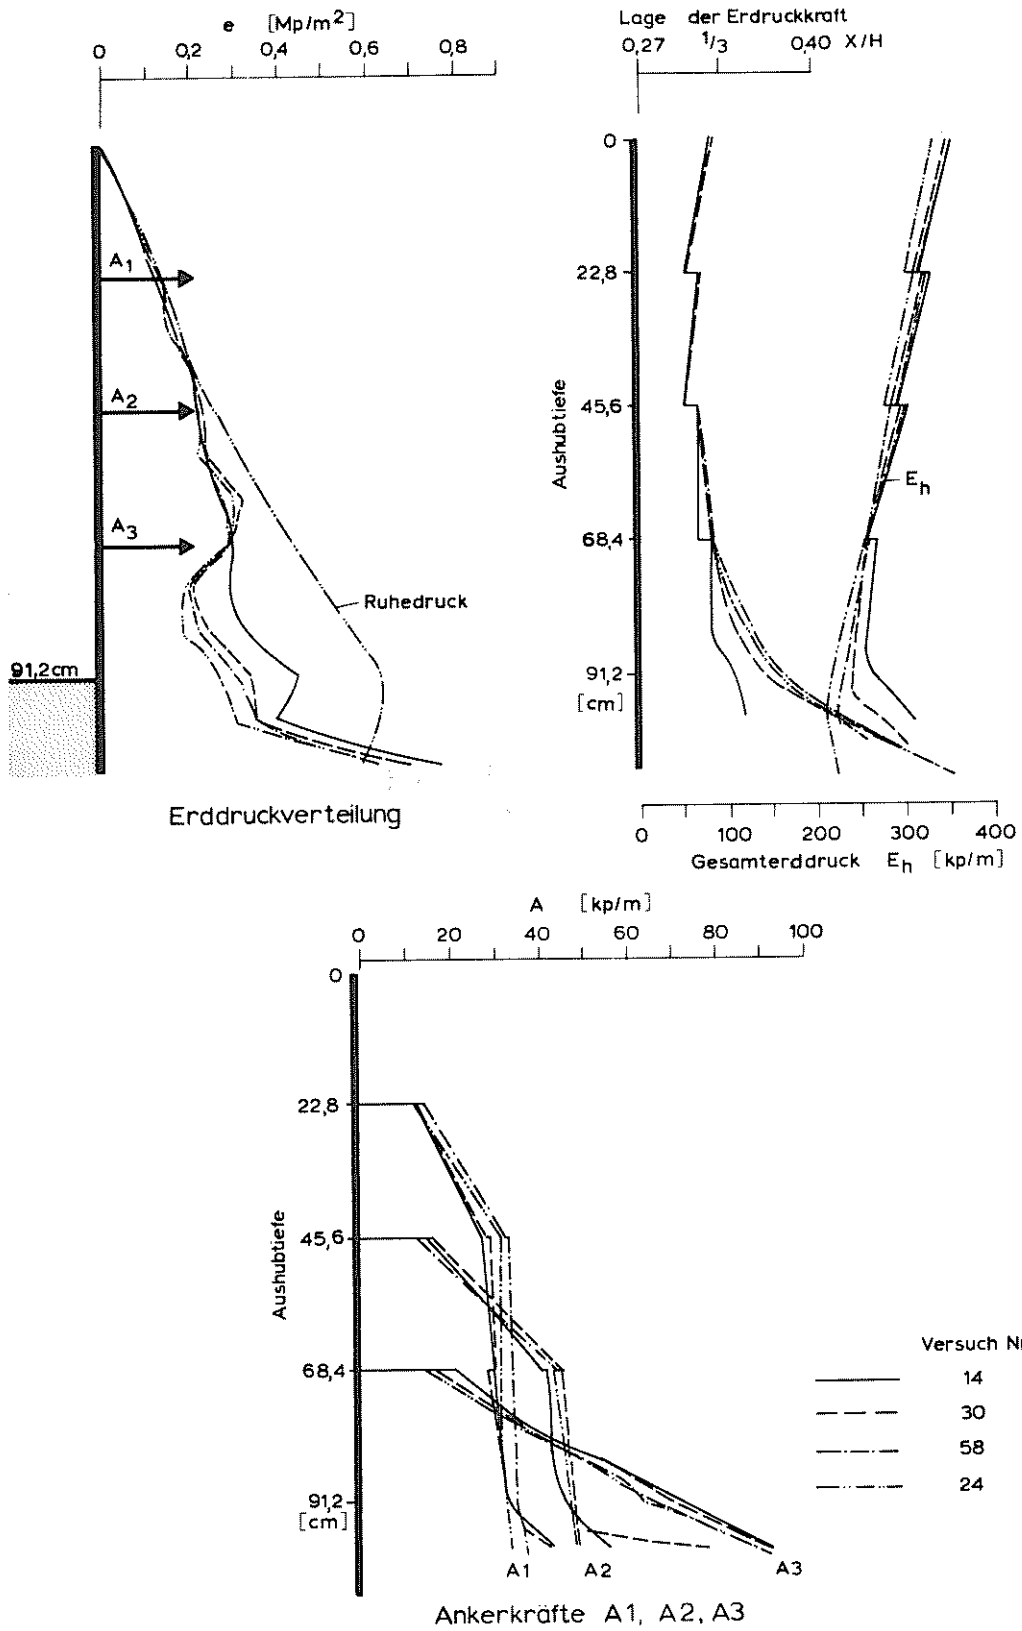 e [Mp/m²]
0 0,2 0,4 0,6 0,8
A₁
A₂
A₃
Ruhedruck
91,2cm
Erddruckverteilung
Lage der Erdruckkraft
0,27 1/3 0,40 X/H
0
22,8
45,6
68,4
91,2
[cm]
Aushubtiefe
E_h
0 100 200 300 400
Gesamterddruck E_h [kp/m]
A [kp/m]
0 20 40 60 80 100
0
22,8
45,6
68,4
91,2
[cm]
Aushubtiefe
A1 A2 A3
Versuch Nr
14
30
58
24
Ankerkräfte A1, A2, A3